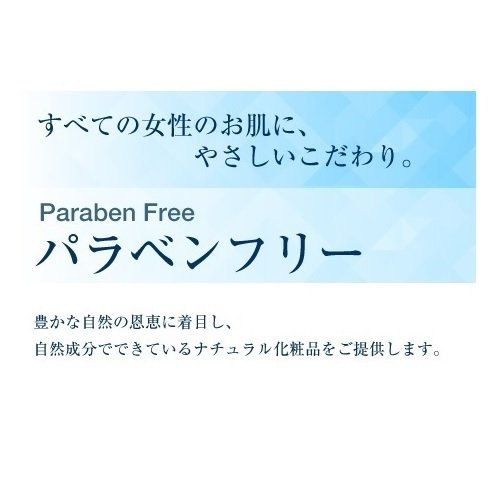 すべての女性のお肌に、
やさしいこだわり。
Paraben Free
パラベンフリー
豊かな自然の恩恵に着目し、
自然成分でできているナチュラル化粧品をご提供します。